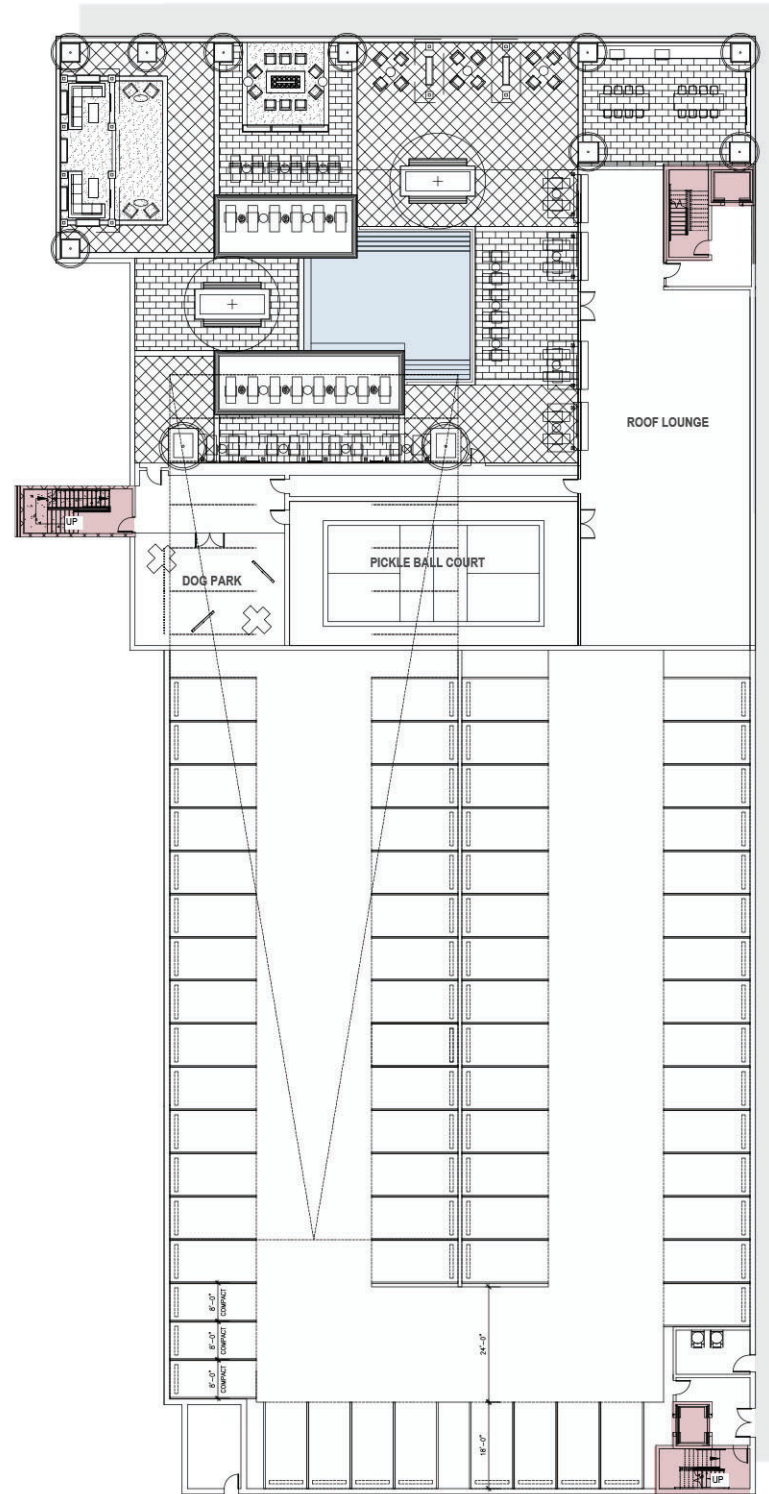 ROOF LOUNGE
UP
PICKLE BALL COURT
DOG PARK
8'-0"
COMPACT
8'-0"
COMPACT
8'-0"
COMPACT
24'-0"
18'-0"
UP